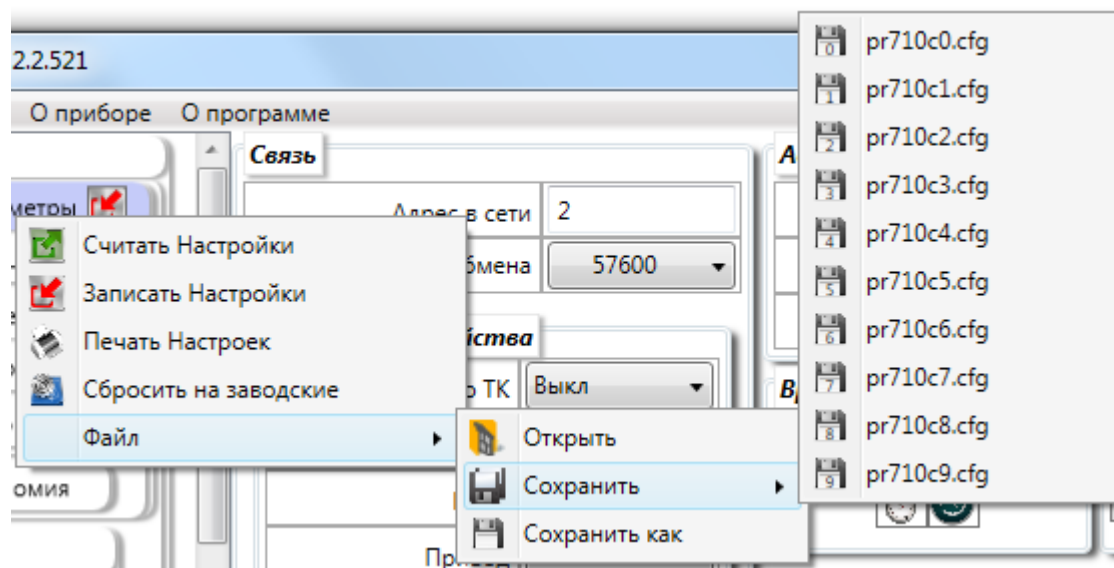 2.2.521
О приборе О программе
Связь
метры
Адрес в сети 2
обмена 57600
Считать Настройки
Записать Настройки
Печать Настроек
Сбросить на заводские
Файл
йства
ТК Выкл
Открыть
Сохранить
Сохранить как
омия
pr710c0.cfg
pr710c1.cfg
pr710c2.cfg
pr710c3.cfg
pr710c4.cfg
pr710c5.cfg
pr710c6.cfg
pr710c7.cfg
pr710c8.cfg
pr710c9.cfg